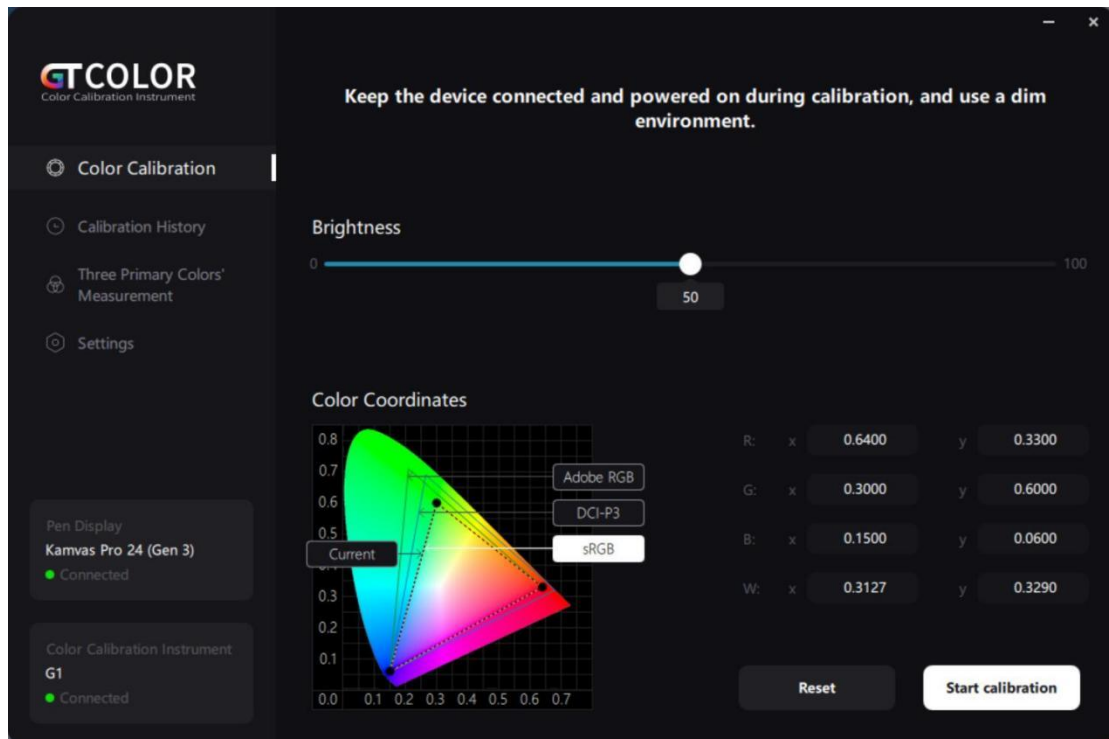 GTCOLOR
Color Calibration Instrument
Color Calibration
Calibration History
Three Primary Colors'
Measurement
Settings
Pen Display
Kamvas Pro 24 (Gen 3)
Connected
Color Calibration Instrument
G1
Connected
Keep the device connected and powered on during calibration, and use a dim
environment.
Brightness
0
100
50
Color Coordinates
0.8
0.7
0.6
0.5
0.3
0.2
0.1
0.0 0.1 0.2 0.3 0.4 0.5 0.6 0.7
Adobe RGB
DCI-P3
sRGB
Current
R: x 0.6400 y 0.3300
G: x 0.3000 y 0.6000
B: x 0.1500 y 0.0600
W: x 0.3127 y 0.3290
Reset
Start calibration